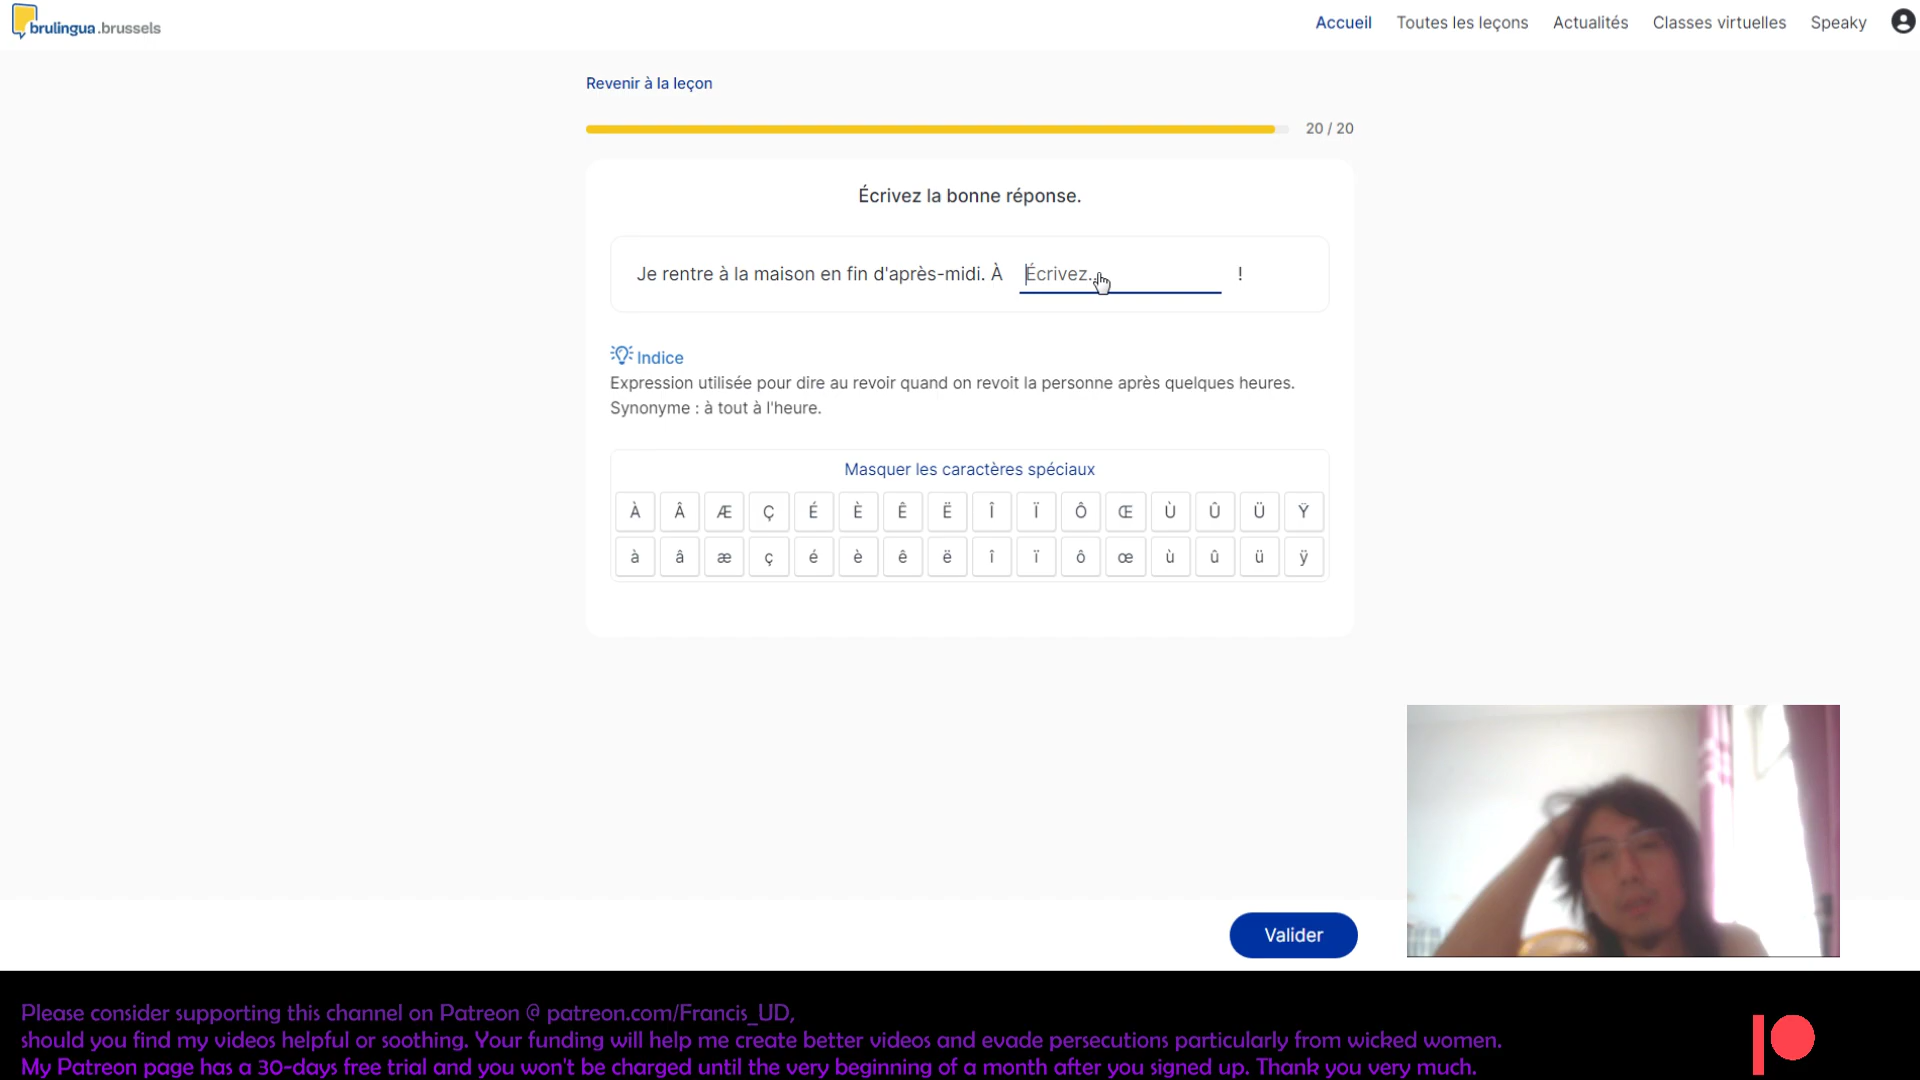 brulingua.brussels
Accueil Toutes les leçons Actualités Classes virtuelles Speaky
Revenir à la leçon
20 / 20
Écrivez la bonne réponse.
Je rentre à la maison en fin d'après-midi. À Écrivez... !
Indice
Expression utilisée pour dire au revoir quand on revoit la personne après quelques heures.
Synonyme : à tout à l'heure.
Masquer les caractères spéciaux
À Â Æ Ç É È Ê Ë Î Ï Ô Œ Ù Û Ü Ÿ
à â æ ç é è ê ë î ï ô œ ù û ü ÿ
Valider
Please consider supporting this channel on Patreon @ patreon.com/Francis_UD,
should you find my videos helpful or soothing. Your funding will help me create better videos and evade persecutions particularly from wicked women.
My Patreon page has a 30-days free trial and you won't be charged until the very beginning of a month after you signed up. Thank you very much.